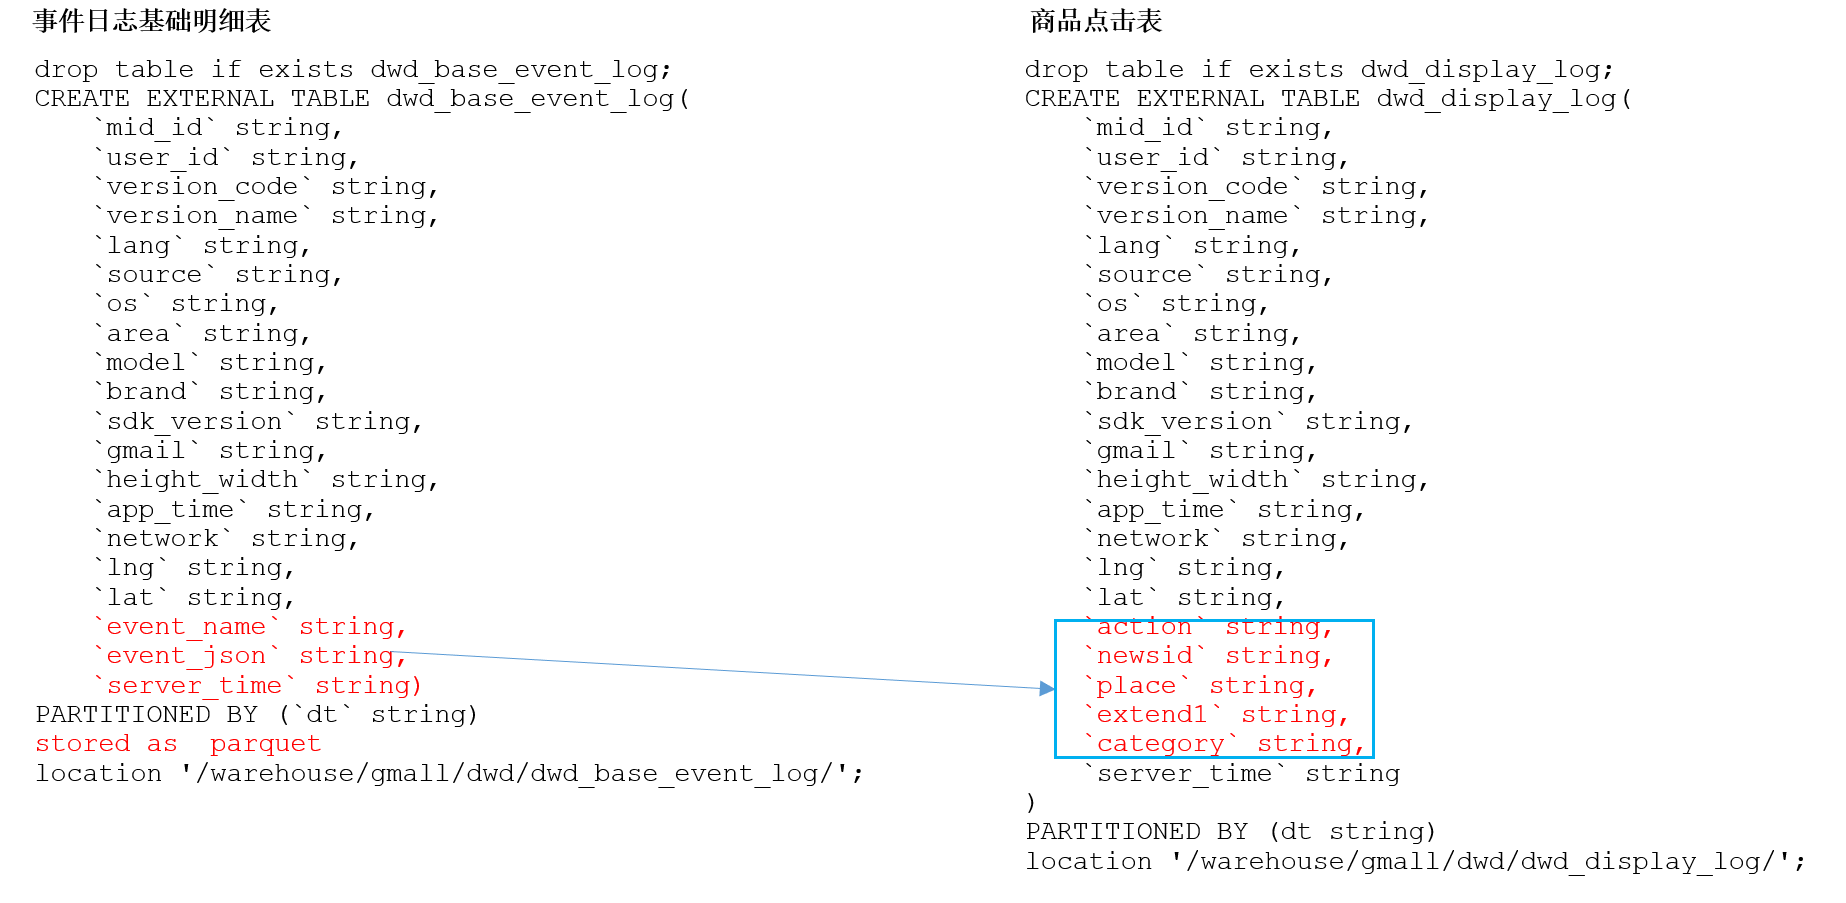 事件日志基础明细表
drop table if exists dwd_base_event_log;
CREATE EXTERNAL TABLE dwd_base_event_log(
`mid_id` string,
`user_id` string,
`version_code` string,
`version_name` string,
`lang` string,
`source` string,
`os` string,
`area` string,
`model` string,
`brand` string,
`sdk_version` string,
`gmail` string,
`height_width` string,
`app_time` string,
`network` string,
`lng` string,
`lat` string,
`event_name` string,
`event_json` string,
`server_time` string)
PARTITIONED BY (`dt` string)
stored as  parquet
location '/warehouse/gmall/dwd/dwd_base_event_log/';
商品点击表
drop table if exists dwd_display_log;
CREATE EXTERNAL TABLE dwd_display_log(
`mid_id` string,
`user_id` string,
`version_code` string,
`version_name` string,
`lang` string,
`source` string,
`os` string,
`area` string,
`model` string,
`brand` string,
`sdk_version` string,
`gmail` string,
`height_width` string,
`app_time` string,
`network` string,
`lng` string,
`lat` string,
`action` string,
`newsid` string,
`place` string,
`extend1` string,
`category` string,
`server_time` string
)
PARTITIONED BY (dt string)
location '/warehouse/gmall/dwd/dwd_display_log/';